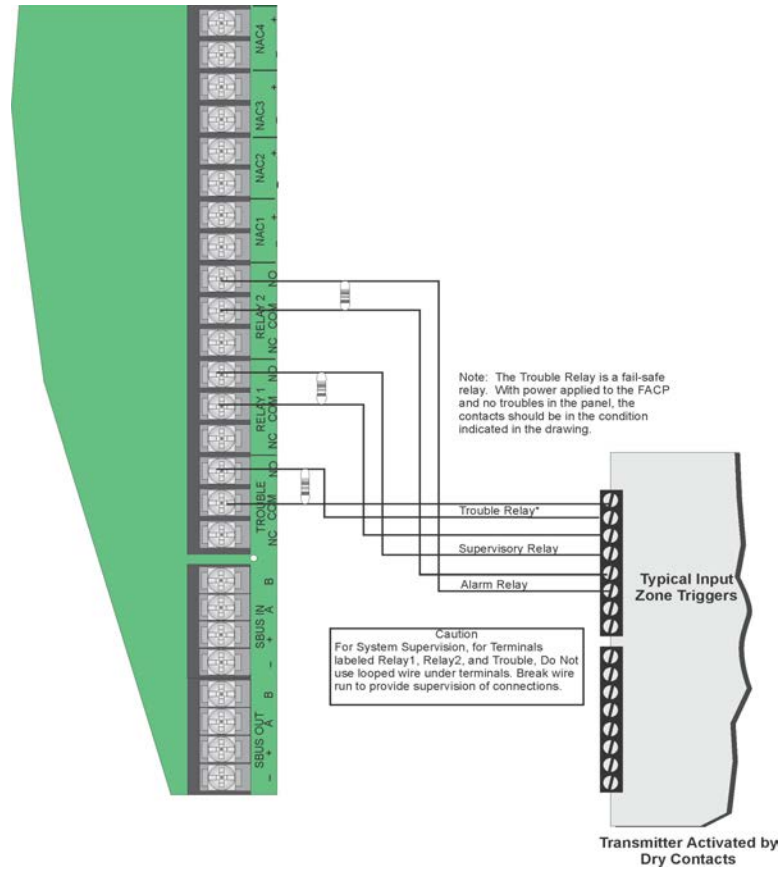 +
NAC4
–
+
NAC3
–
+
NAC2
–
+
NAC1
–
NO
RELAY 2
COM
NC
NO
RELAY 1
COM
NC
NO
TROUBLE
COM
NC
B
SBUS IN
A
+
–
B
SBUS OUT
A
+
–
Note: The Trouble Relay is a fail-safe
relay. With power applied to the FACP
and no troubles in the panel, the
contacts should be in the condition
indicated in the drawing.
Trouble Relay*
Supervisory Relay
Alarm Relay
Typical Input
Zone Triggers
Caution
For System Supervision, for Terminals
labeled Relay1, Relay2, and Trouble, Do Not
use looped wire under terminals. Break wire
run to provide supervision of connections.
Transmitter Activated by
Dry Contacts